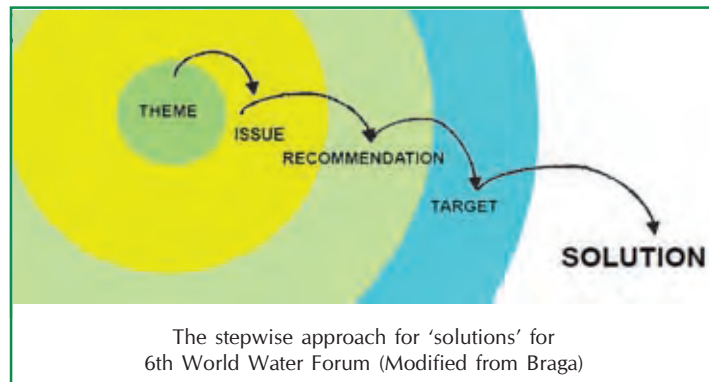 THEME
ISSUE
RECOMMENDATION
TARGET
SOLUTION
The stepwise approach for ‘solutions’ for
6th World Water Forum (Modified from Braga)